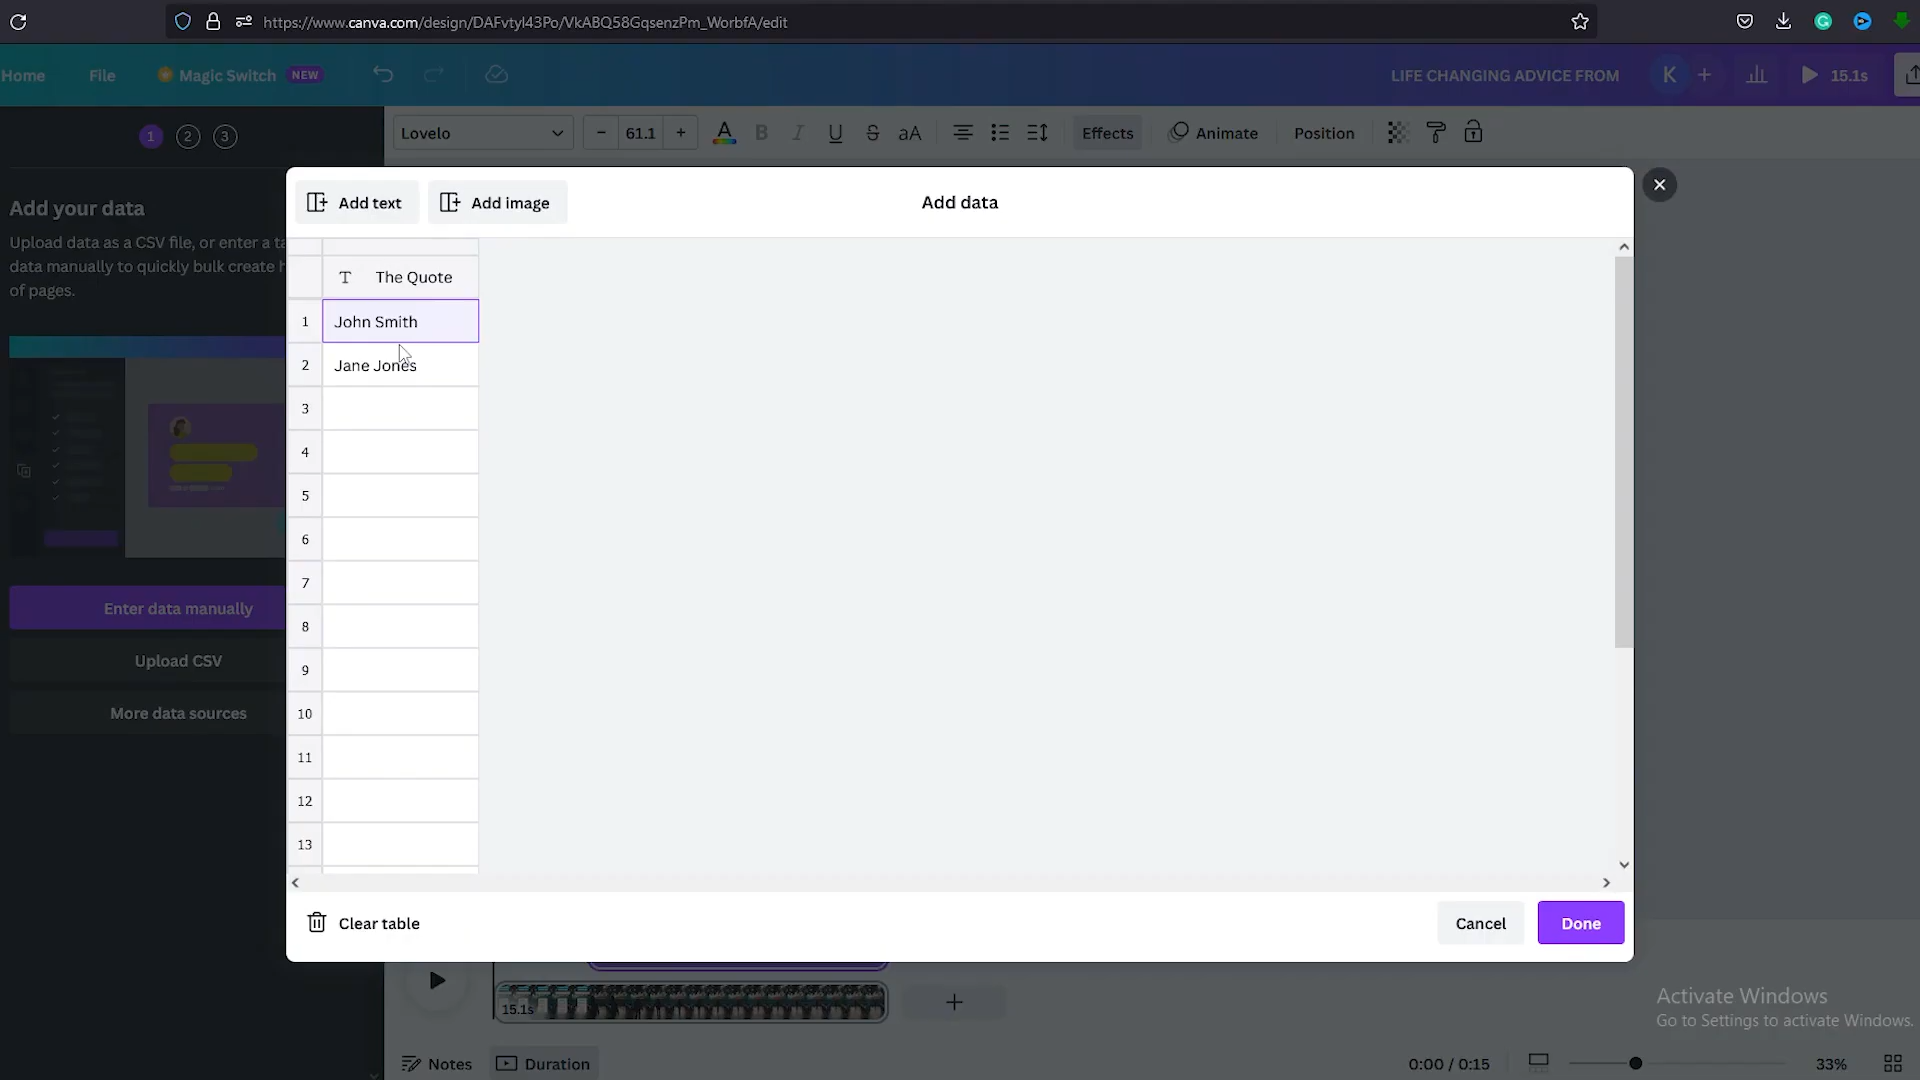 https://www.canva.com/design/DAFvtyl43Po/VkABQ58GqsenzPm_WorbfA/edit
Home
File
Magic Switch
NEW
LIFE CHANGING ADVICE FROM
K
15.1s
1
2
3
Lovelo
61.1
A
B
I
U
S
aA
Effects
Animate
Position
Add your data
Upload data as a CSV file, or enter a ta
data manually to quickly bulk create h
of pages.
Enter data manually
Upload CSV
More data sources
Add text
Add image
Add data
T The Quote
1 John Smith
2 Jane Jones
3
4
5
6
7
8
9
10
11
12
13
Clear table
Cancel
Done
15.1s
Activate Windows
Go to Settings to activate Windows.
Notes
Duration
0:00 / 0:15
33%